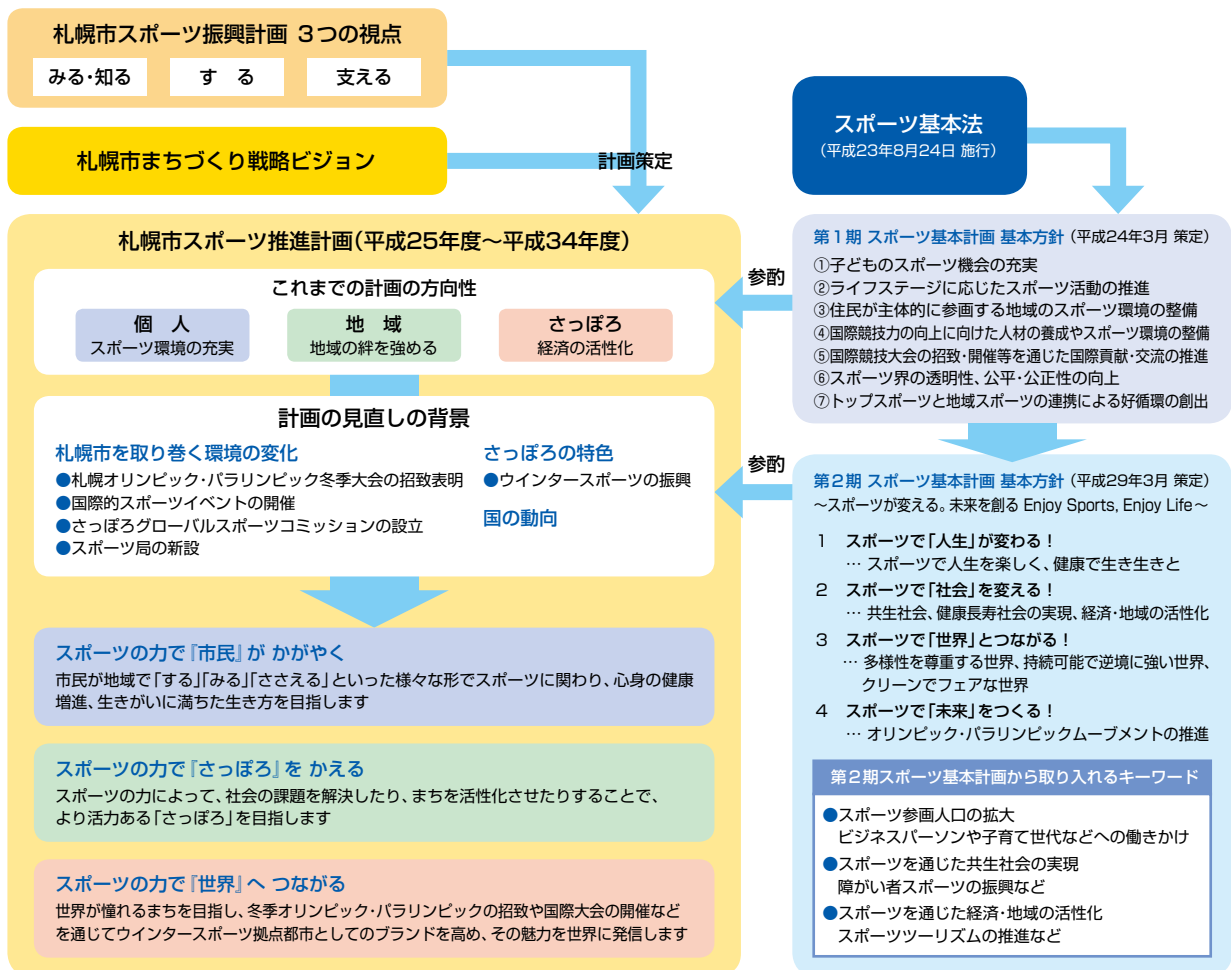 札幌市スポーツ振興計画 3つの視点
みる・知る
す る
支える
札幌市まちづくり戦略ビジョン
計画策定
札幌市スポーツ推進計画(平成25年度～平成34年度)
これまでの計画の方向性
個 人
スポーツ環境の充実
地 域
地域の絆を強める
さっぽろ
経済の活性化
計画の見直しの背景
札幌市を取り巻く環境の変化
●札幌オリンピック・パラリンピック冬季大会の招致表明
●国際的スポーツイベントの開催
●さっぽろグローバルスポーツコミッションの設立
●スポーツ局の新設
さっぽろの特色
●ウインタースポーツの振興
国の動向
スポーツの力で『市民』が かがやく
市民が地域で「する」「みる」「ささえる」といった様々な形でスポーツに関わり、心身の健康
増進、生きがいに満ちた生き方を目指します
スポーツの力で『さっぽろ』を かえる
スポーツの力によって、社会の課題を解決したり、まちを活性化させたりすることで、
より活力ある「さっぽろ」を目指します
スポーツの力で『世界』へ つながる
世界が憧れるまちを目指し、冬季オリンピック・パラリンピックの招致や国際大会の開催など
を通じてウインタースポーツ拠点都市としてのブランドを高め、その魅力を世界に発信します
スポーツ基本法
(平成23年8月24日 施行)
参酌
第1期 スポーツ基本計画 基本方針 (平成24年3月 策定)
①子どものスポーツ機会の充実
②ライフステージに応じたスポーツ活動の推進
③住民が主体的に参画する地域のスポーツ環境の整備
④国際競技力の向上に向けた人材の養成やスポーツ環境の整備
⑤国際競技大会の招致・開催等を通じた国際貢献・交流の推進
⑥スポーツ界の透明性、公平・公正性の向上
⑦トップスポーツと地域スポーツの連携による好循環の創出
参酌
第2期 スポーツ基本計画 基本方針 (平成29年3月 策定)
～スポーツが変える。未来を創る Enjoy Sports, Enjoy Life～
1 スポーツで「人生」が変わる!
… スポーツで人生を楽しく、健康で生き生きと
2 スポーツで「社会」を変える!
… 共生社会、健康長寿社会の実現、経済・地域の活性化
3 スポーツで「世界」とつながる!
… 多様性を尊重する世界、持続可能で逆境に強い世界、
クリーンでフェアな世界
4 スポーツで「未来」をつくる!
… オリンピック・パラリンピックムーブメントの推進
第2期スポーツ基本計画から取り入れるキーワード
●スポーツ参画人口の拡大
ビジネスパーソンや子育て世代などへの働きかけ
●スポーツを通じた共生社会の実現
障がい者スポーツの振興など
●スポーツを通じた経済・地域の活性化
スポーツツーリズムの推進など